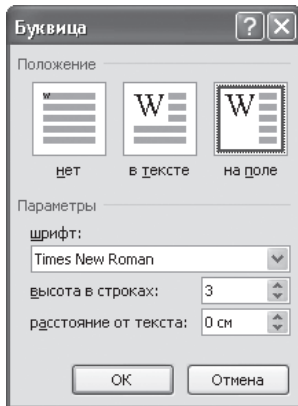 Буквица
Положение
W W W
нет в тексте на поле
Параметры
шрифт:
Times New Roman
высота в строках: 3
расстояние от текста: 0 см
ОК Отмена